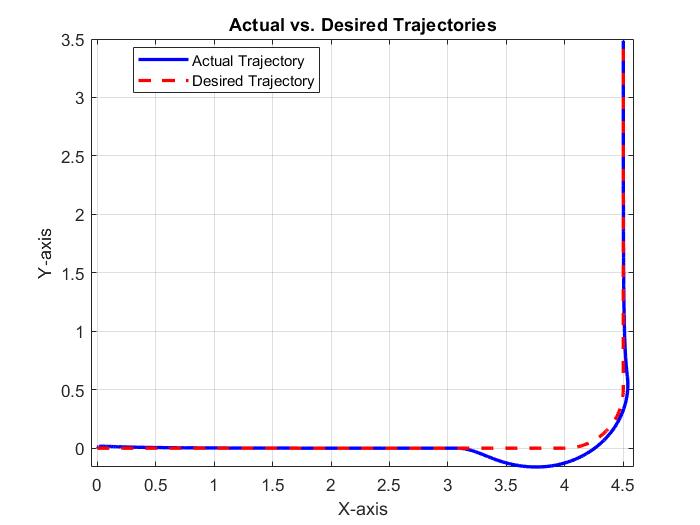 Actual vs. Desired Trajectories
Actual Trajectory
Desired Trajectory
3.5
3
2.5
2
1.5
1
0.5
0
Y-axis
0 0.5 1 1.5 2 2.5 3 3.5 4 4.5
X-axis